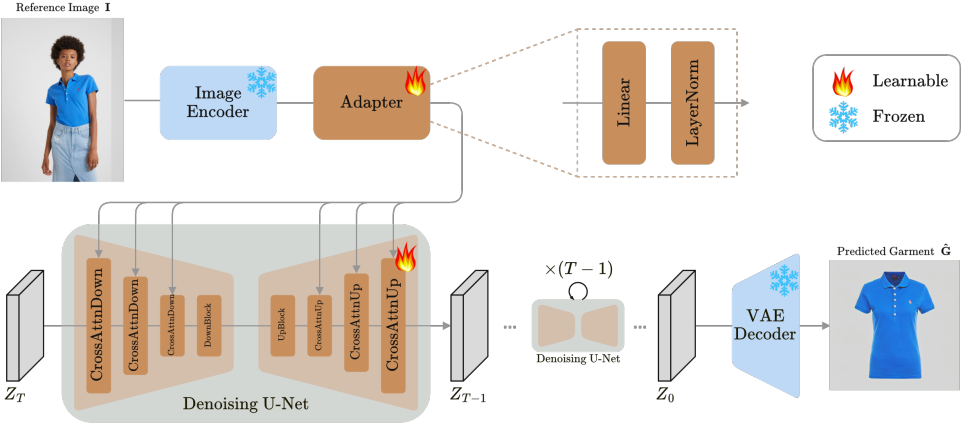 Reference Image I
Image
Encoder
Adapter
Linear
LayerNorm
Learnable
Frozen
CrossAttnDown
CrossAttnDown
CrossAttnDown
DownBlock
UpBlock
CrossAttnUp
CrossAttnUp
CrossAttnUp
Denoising U-Net
Z_T
Z_{T−1}
...
×(T − 1)
Denoising U-Net
...
Z_0
VAE
Decoder
Predicted Garment Ĝ